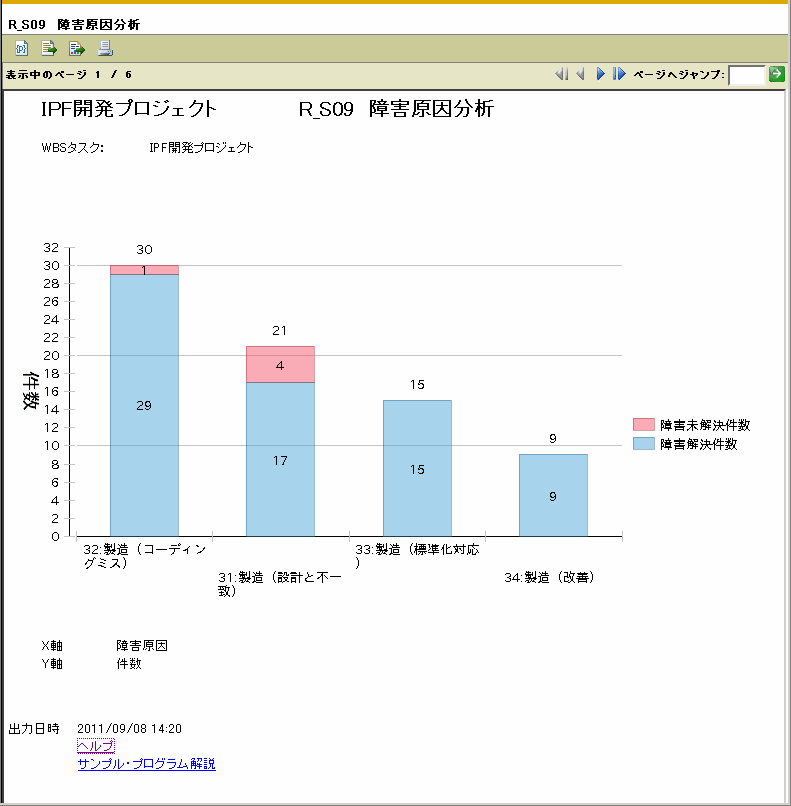 R_S09 障害原因分析
表示中のページ 1 / 6
ページへジャンプ:
IPF開発プロジェクト R_S09 障害原因分析
WBSタスク: IPF開発プロジェクト
件数
32
30
28
26
24
22
20
18
16
14
12
10
8
6
4
2
0
30
1
29
21
4
17
15
15
9
9
障害未解決件数
障害解決件数
32:製造（コーディン
グミス）
31:製造（設計と不一
致）
33:製造（標準化対応
）
34:製造（改善）
X軸 障害原因
Y軸 件数
出力日時 2011/09/08 14:20
ヘルプ
サンプル・プログラム解説